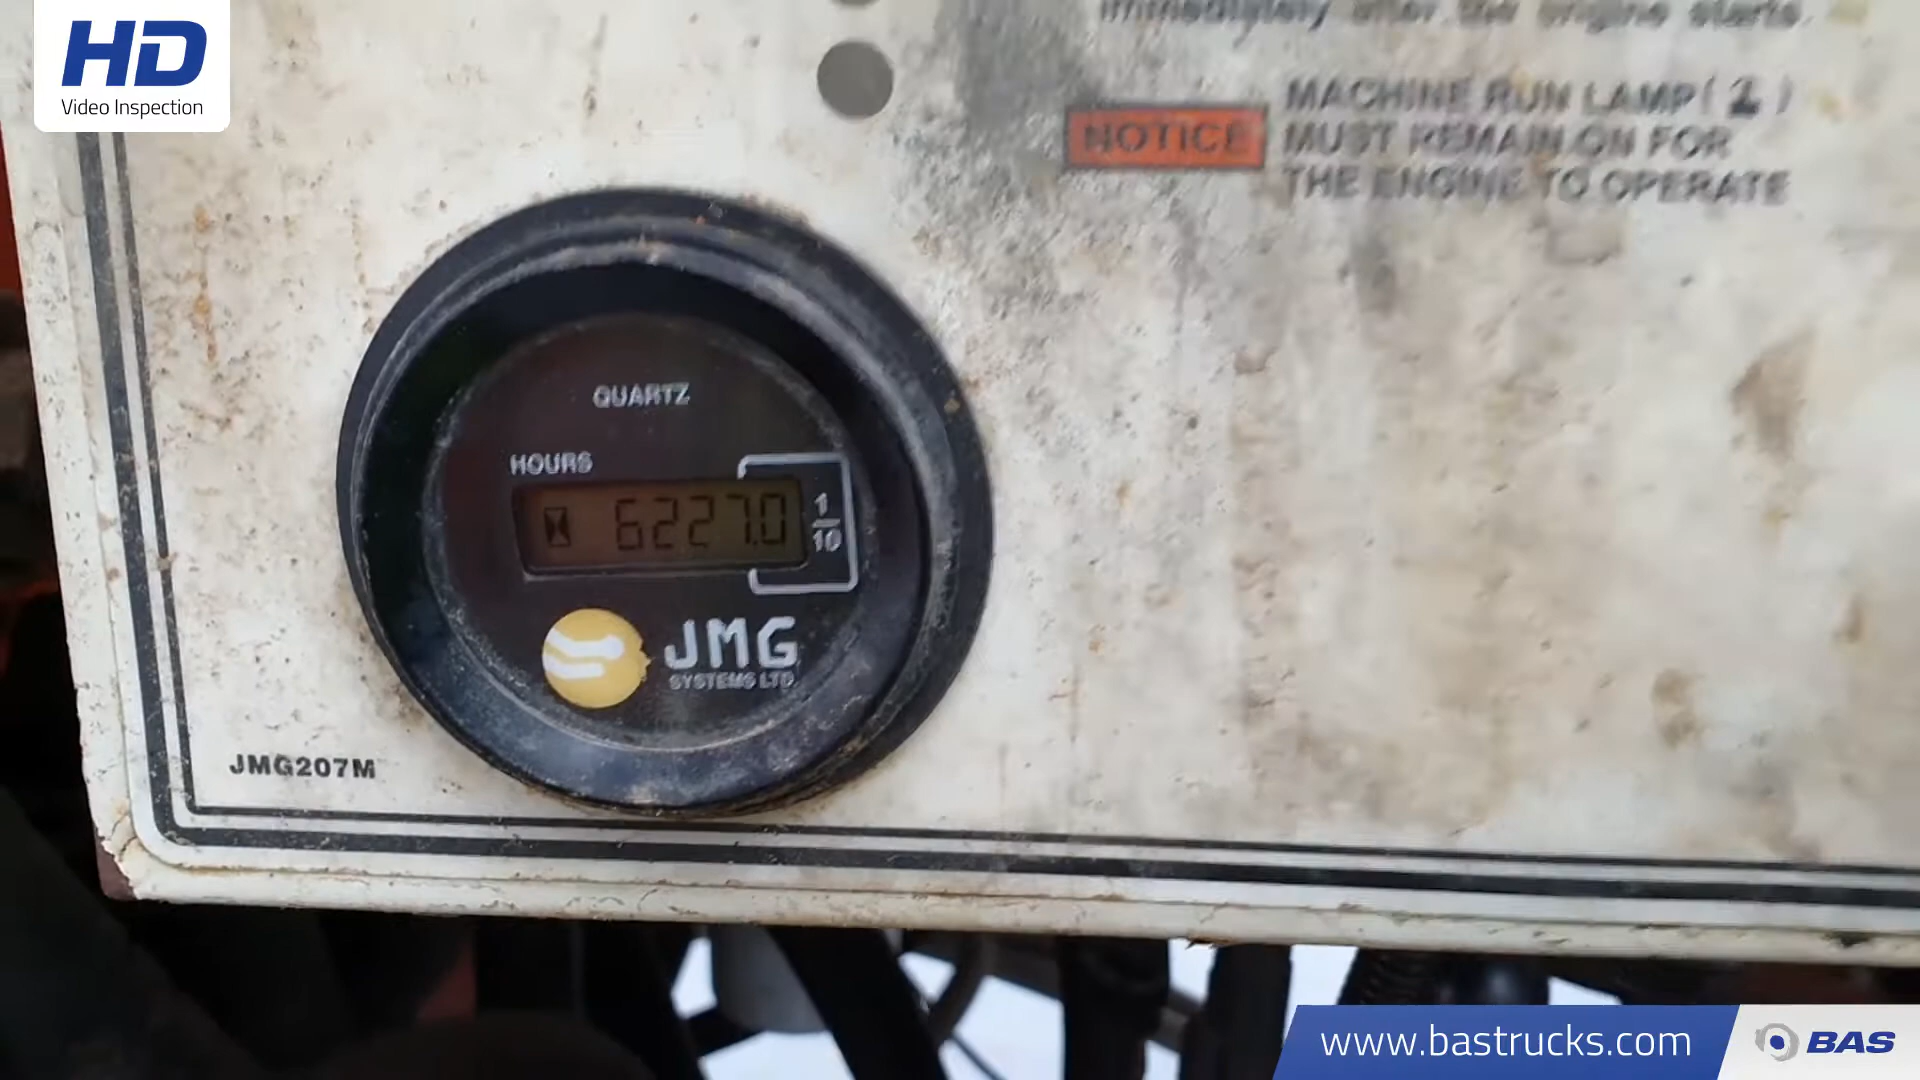 HD
Video Inspection
immediately after the engine starts.
NOTICE
MACHINE RUN LAMP (2)
MUST REMAIN ON FOR
THE ENGINE TO OPERATE
QUARTZ
HOURS
6227.0
1
10
JMG
SYSTEMS LTD.
JMG207M
www.bastrucks.com
BAS